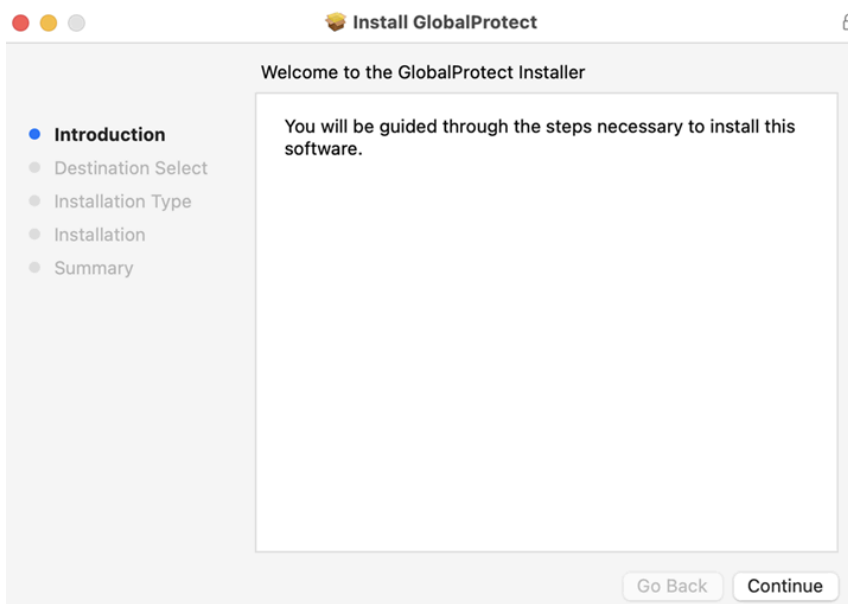 Install GlobalProtect
Welcome to the GlobalProtect Installer
Introduction
Destination Select
Installation Type
Installation
Summary
You will be guided through the steps necessary to install this
software.
Go Back
Continue